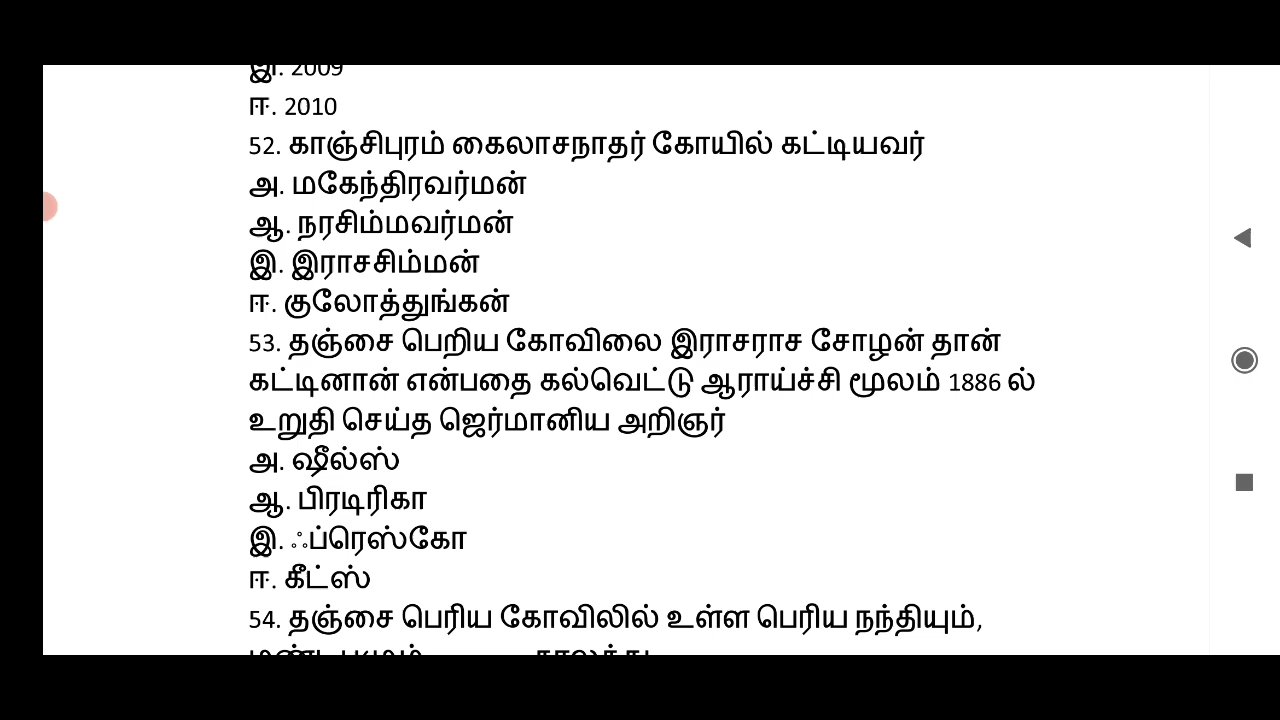 இ. 2009
ஈ. 2010
52. காஞ்சிபுரம் கைலாசநாதர் கோயில் கட்டியவர்
அ. மகேந்திரவர்மன்
ஆ. நரசிம்மவர்மன்
இ. இராசசிம்மன்
ஈ. குலோத்துங்கன்
53. தஞ்சை பெறிய கோவிலை இராசராச சோழன் தான்
கட்டினான் என்பதை கல்வெட்டு ஆராய்ச்சி மூலம் 1886 ல்
உறுதி செய்த ஜெர்மானிய அறிஞர்
அ. ஷீல்ஸ்
ஆ. பிரடிரிகா
இ. ஃப்ரெஸ்கோ
ஈ. கீட்ஸ்
54. தஞ்சை பெரிய கோவிலில் உள்ள பெரிய நந்தியும்,